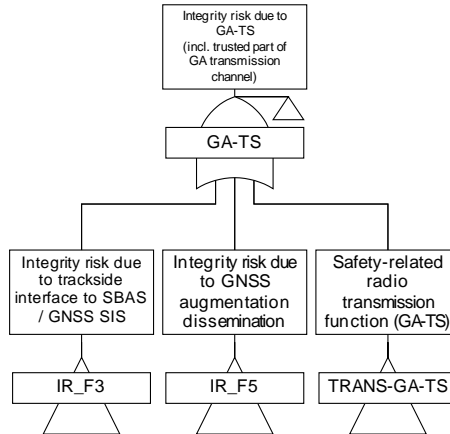 Integrity risk due to
GA-TS
(incl. trusted part of
GA transmission
channel)
GA-TS
Integrity risk due
to trackside
interface to SBAS
/ GNSS SIS
Integrity risk due
to GNSS
augmentation
dissemination
Safety-related
radio
transmission
function (GA-TS)
IR_F3
IR_F5
TRANS-GA-TS